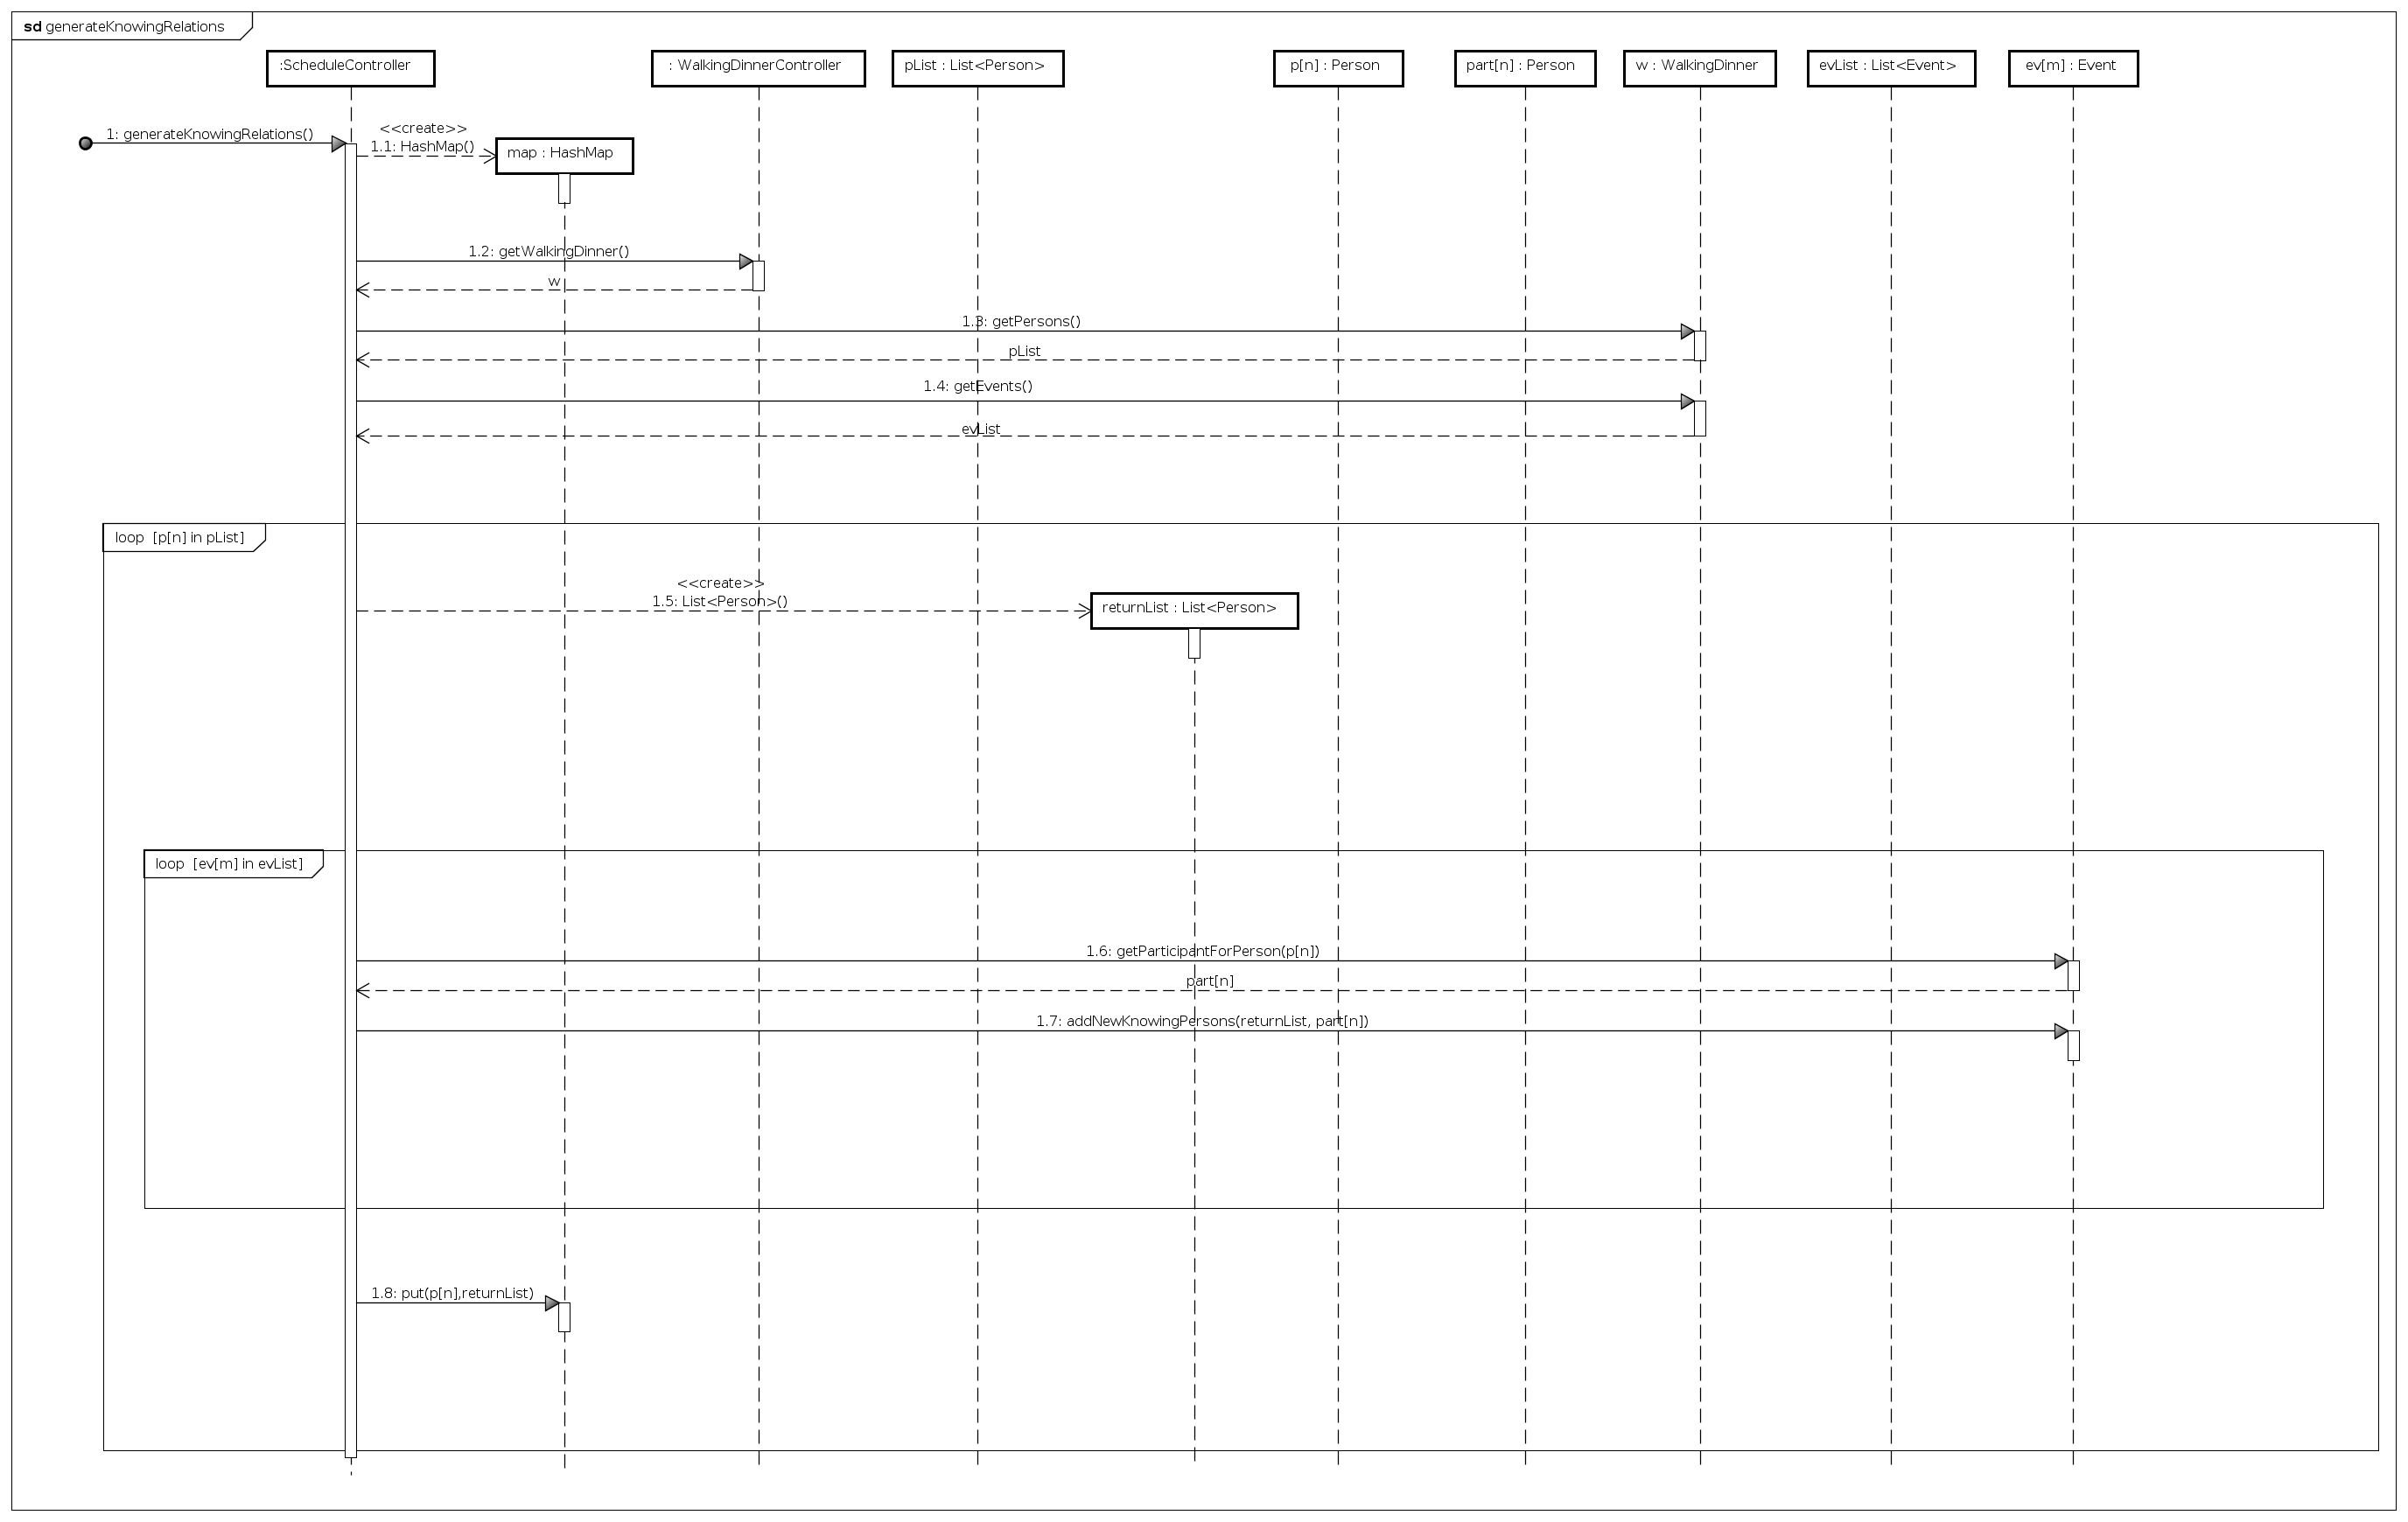 sd generateKnowingRelations
:ScheduleController
: WalkingDinnerController
pList : List<Person>
p[n] : Person
part[n] : Person
w : WalkingDinner
evList : List<Event>
ev[m] : Event
1: generateKnowingRelations()
<<create>>
1.1: HashMap()
map : HashMap
1.2: getWalkingDinner()
w
1.3: getPersons()
pList
1.4: getEvents()
evList
loop [p[n] in pList]
<<create>>
1.5: List<Person>()
returnList : List<Person>
loop [ev[m] in evList]
1.6: getParticipantForPerson(p[n])
part[n]
1.7: addNewKnowingPersons(returnList, part[n])
1.8: put(p[n],returnList)